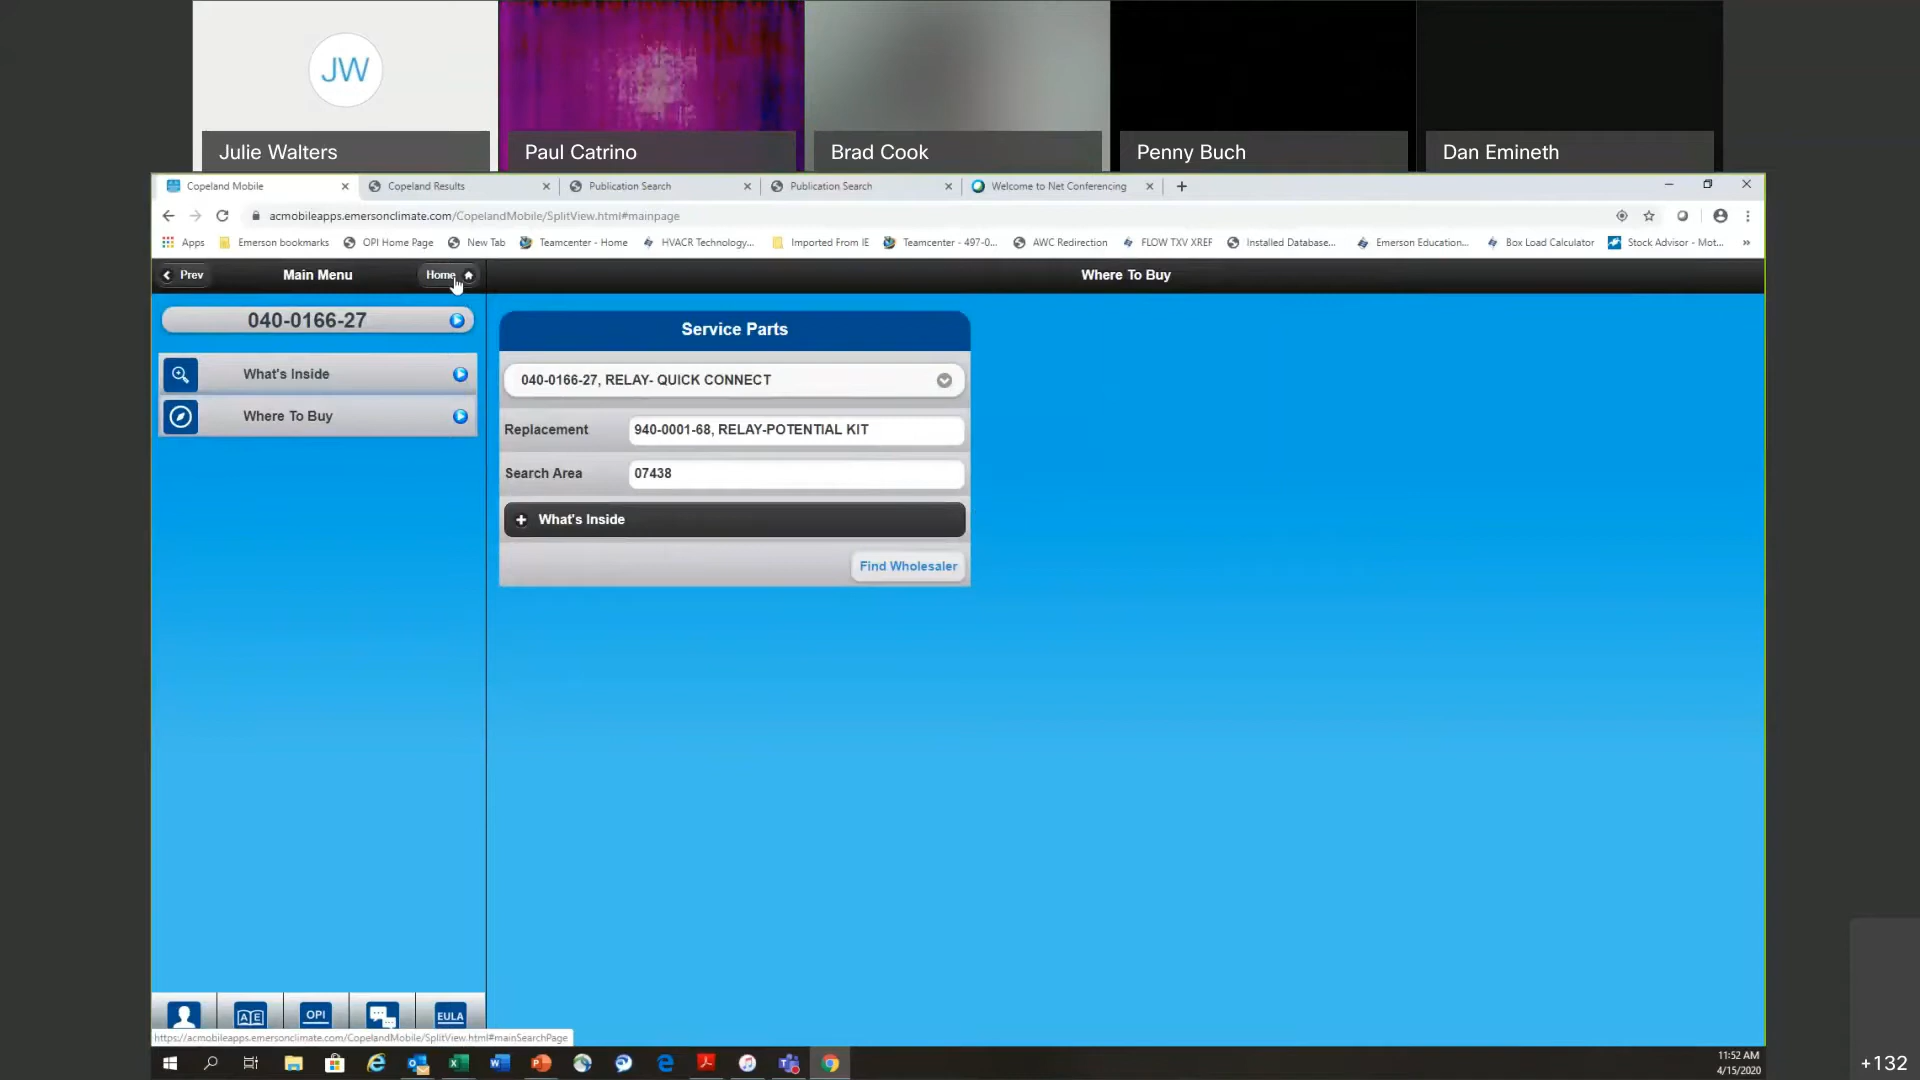 JW
Julie Walters
Paul Catrino
Brad Cook
Penny Buch
Dan Emineth
Copeland Mobile
Copeland Results
Publication Search
Publication Search
Welcome to Net Conferencing
acmobileapps.emersonclimate.com/CopelandMobile/SplitView.html#mainpage
Apps
Emerson bookmarks
OPI Home Page
New Tab
Teamcenter - Home
HVACR Technology...
Imported From IE
Teamcenter - 497-0...
AWC Redirection
FLOW TXV XREF
Installed Database...
Emerson Education...
Box Load Calculator
Stock Advisor - Mot...
»
Prev
Main Menu
Home
Where To Buy
040-0166-27
What's Inside
Where To Buy
Service Parts
040-0166-27, RELAY- QUICK CONNECT
Replacement
940-0001-68, RELAY-POTENTIAL KIT
Search Area
07438
What's Inside
Find Wholesaler
A E
OPI
EULA
https://acmobileapps.emersonclimate.com/CopelandMobile/SplitView.html#mainSearchPage
11:52 AM
4/15/2020
+132